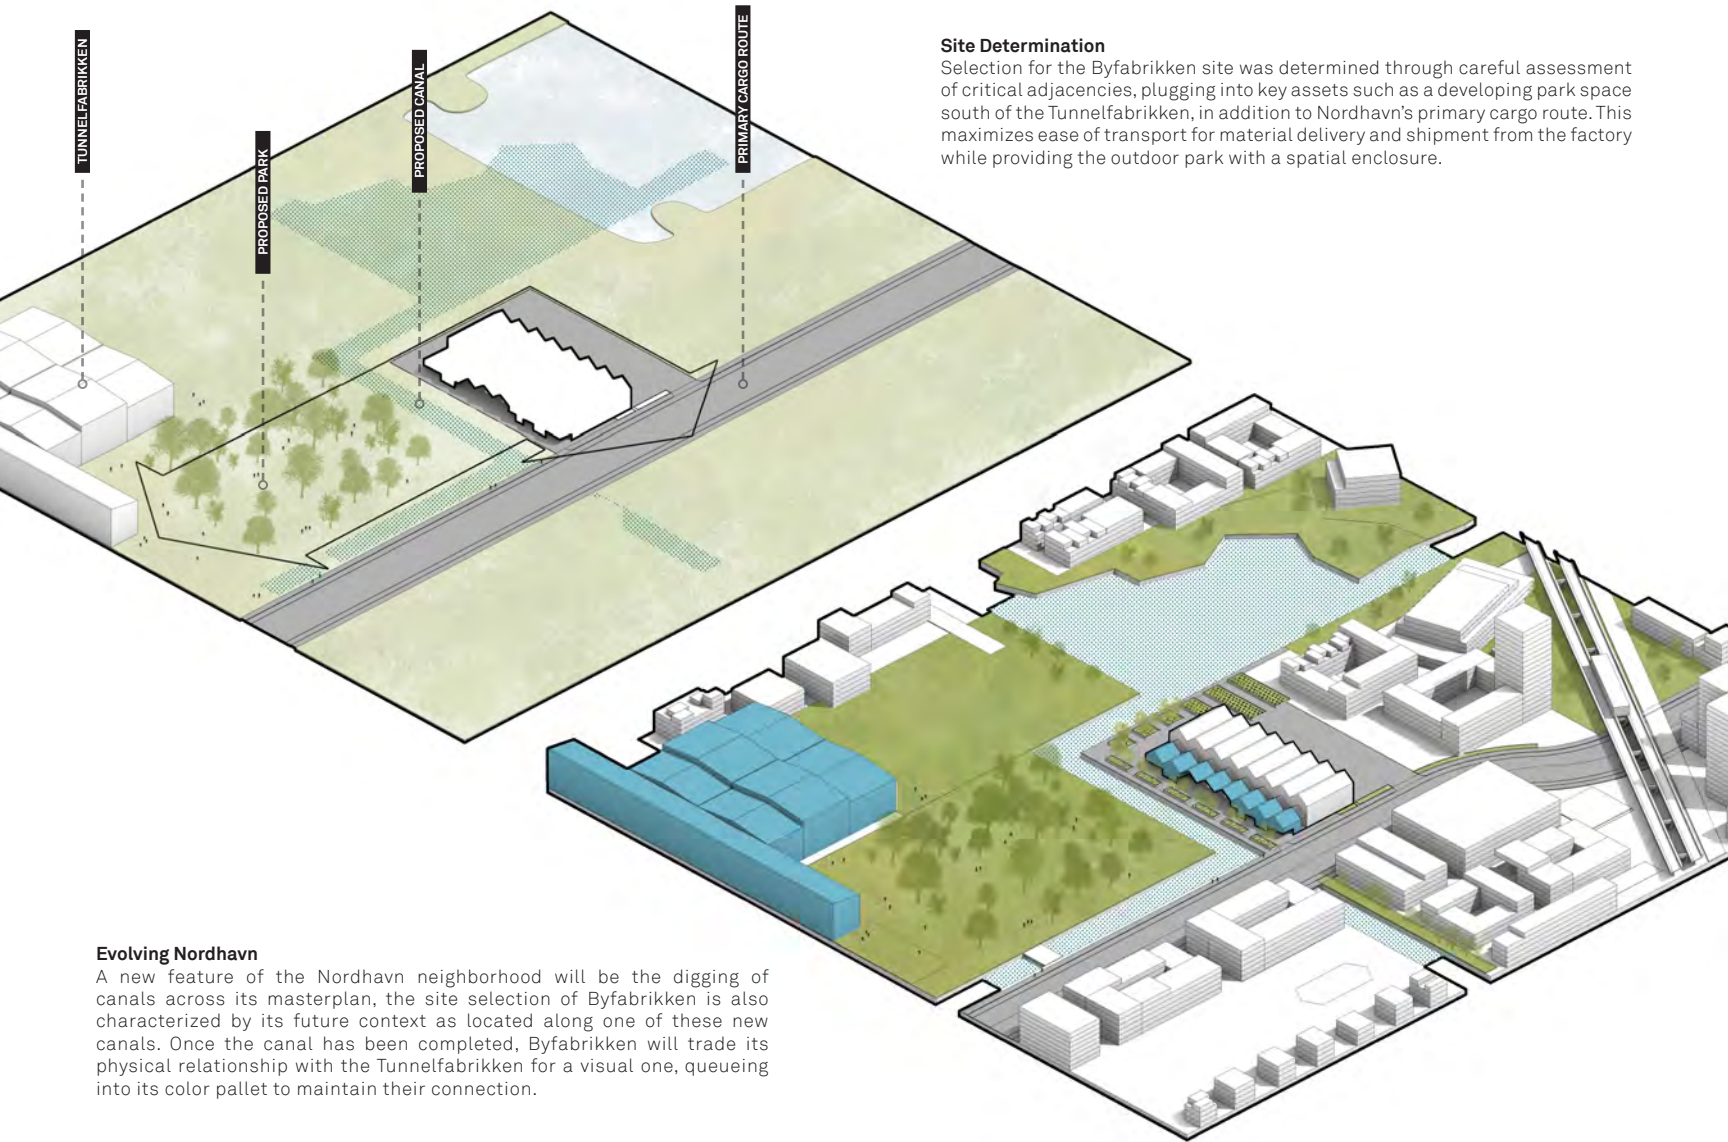 TUNNELFABRIKKEN
PROPOSED PARK
PROPOSED CANAL
PRIMARY CARGO ROUTE
Site Determination
Selection for the Byfabrikken site was determined through careful assessment
of critical adjacencies, plugging into key assets such as a developing park space
south of the Tunnelfabrikken, in addition to Nordhavn's primary cargo route. This
maximizes ease of transport for material delivery and shipment from the factory
while providing the outdoor park with a spatial enclosure.
Evolving Nordhavn
A new feature of the Nordhavn neighborhood will be the digging of
canals across its masterplan, the site selection of Byfabrikken is also
characterized by its future context as located along one of these new
canals. Once the canal has been completed, Byfabrikken will trade its
physical relationship with the Tunnelfabrikken for a visual one, queueing
into its color pallet to maintain their connection.